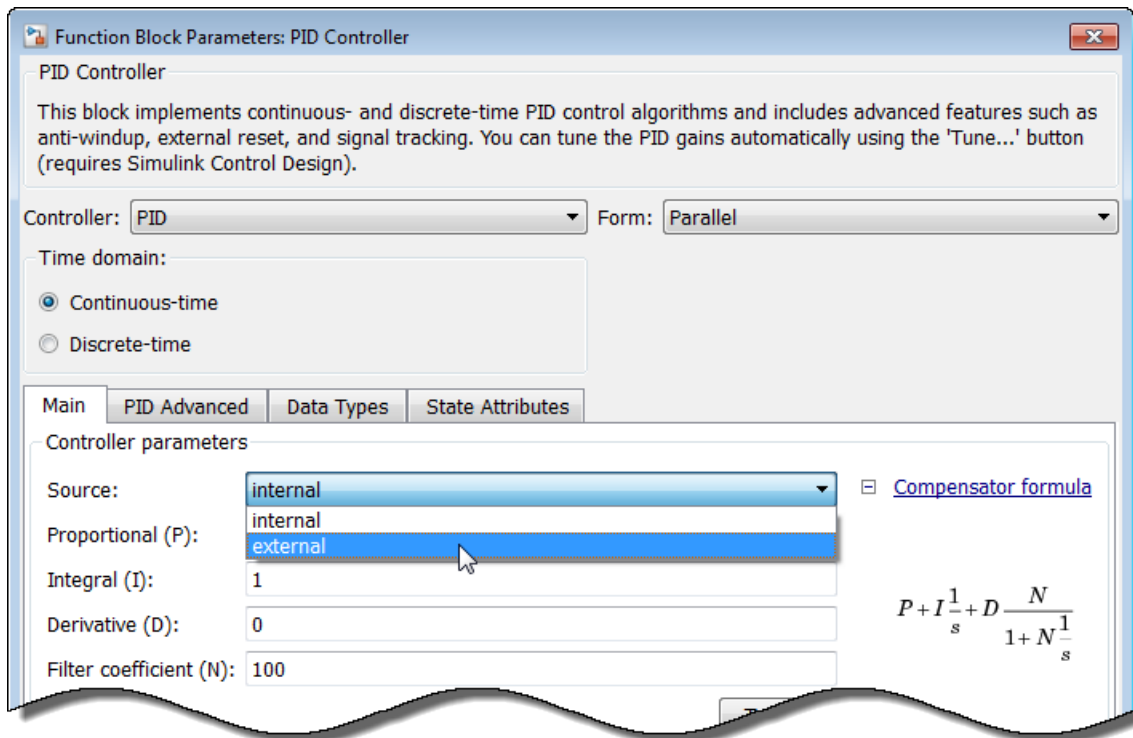 Function Block Parameters: PID Controller
PID Controller
This block implements continuous- and discrete-time PID control algorithms and includes advanced features such as
anti-windup, external reset, and signal tracking. You can tune the PID gains automatically using the 'Tune...' button
(requires Simulink Control Design).
Controller: PID Form: Parallel
Time domain:
Continuous-time
Discrete-time
Main PID Advanced Data Types State Attributes
Controller parameters
Source: internal Compensator formula
internal
Proportional (P):
external
Integral (I): 1
Derivative (D): 0
P + I 1/s + D N/(1 + N 1/s)
Filter coefficient (N): 100